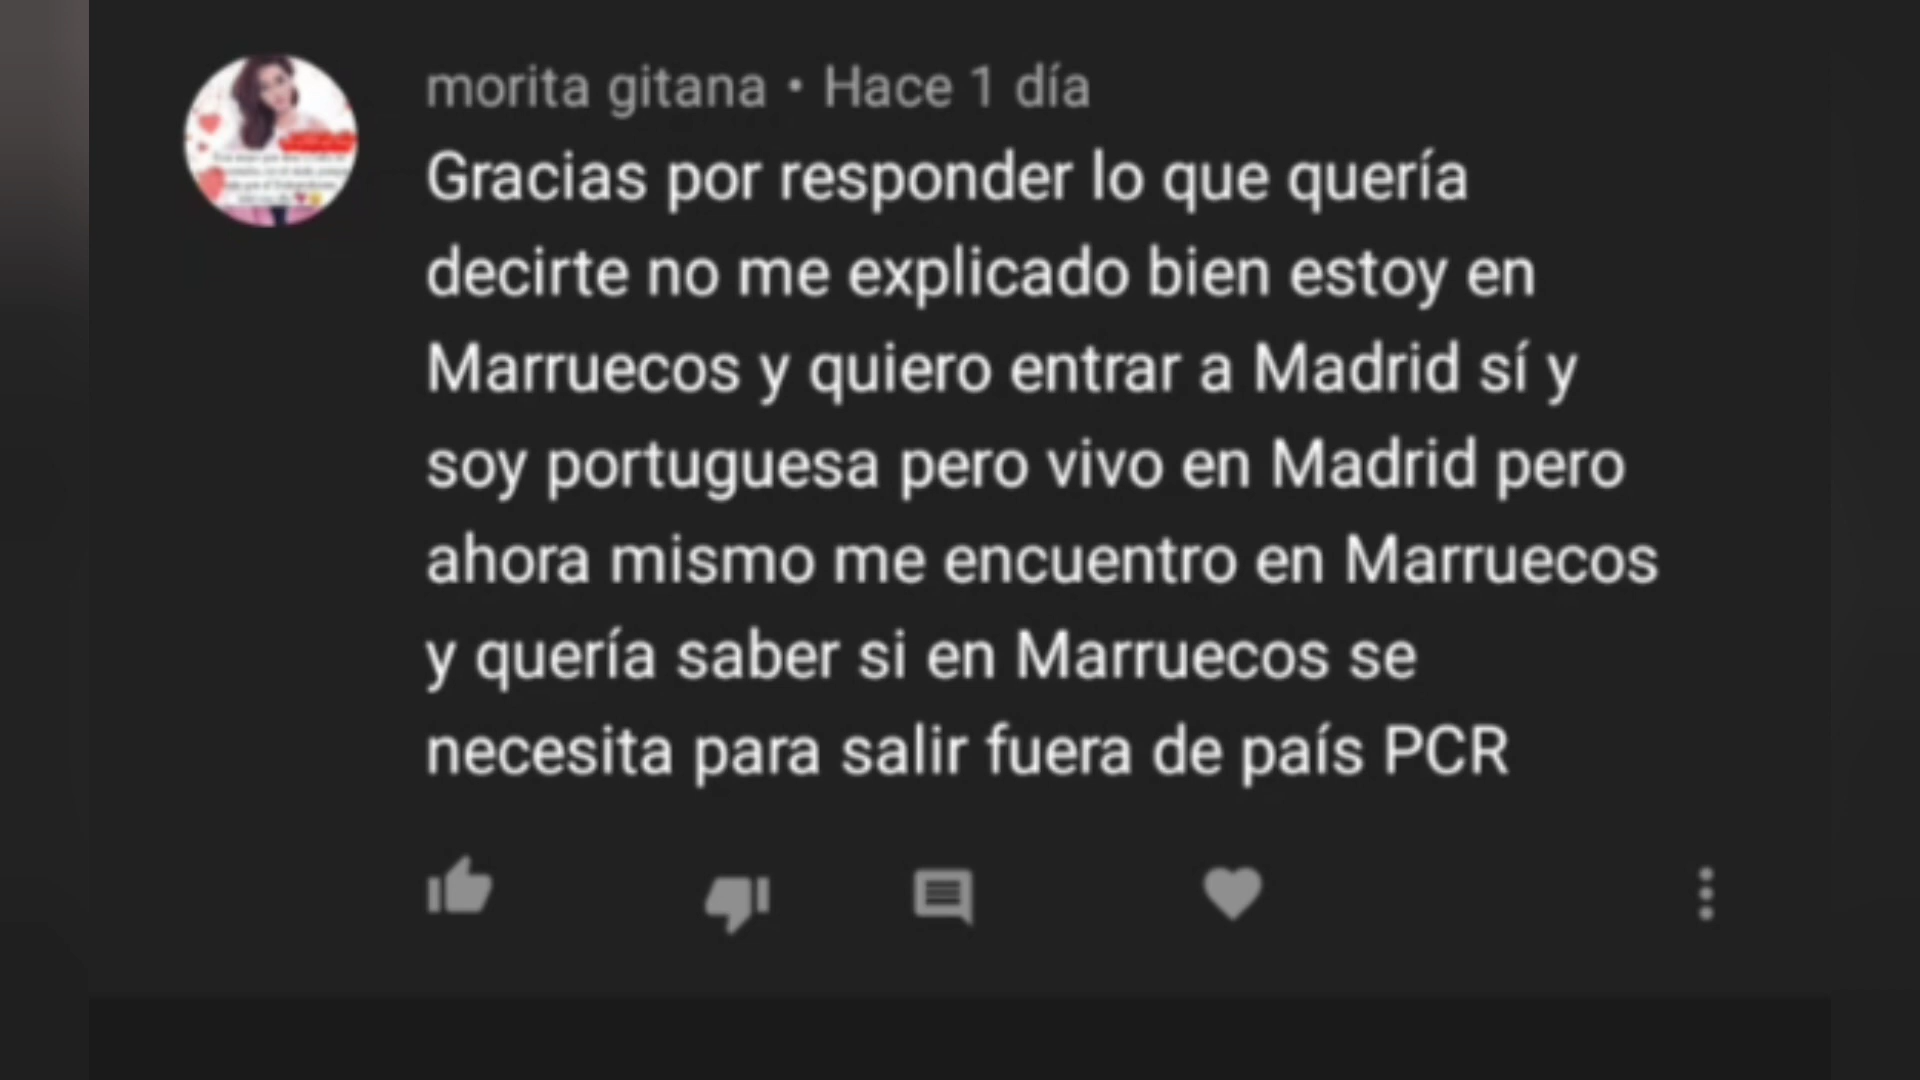 morita gitana • Hace 1 día
Gracias por responder lo que quería
decirte no me explicado bien estoy en
Marruecos y quiero entrar a Madrid sí y
soy portuguesa pero vivo en Madrid pero
ahora mismo me encuentro en Marruecos
y quería saber si en Marruecos se
necesita para salir fuera de país PCR